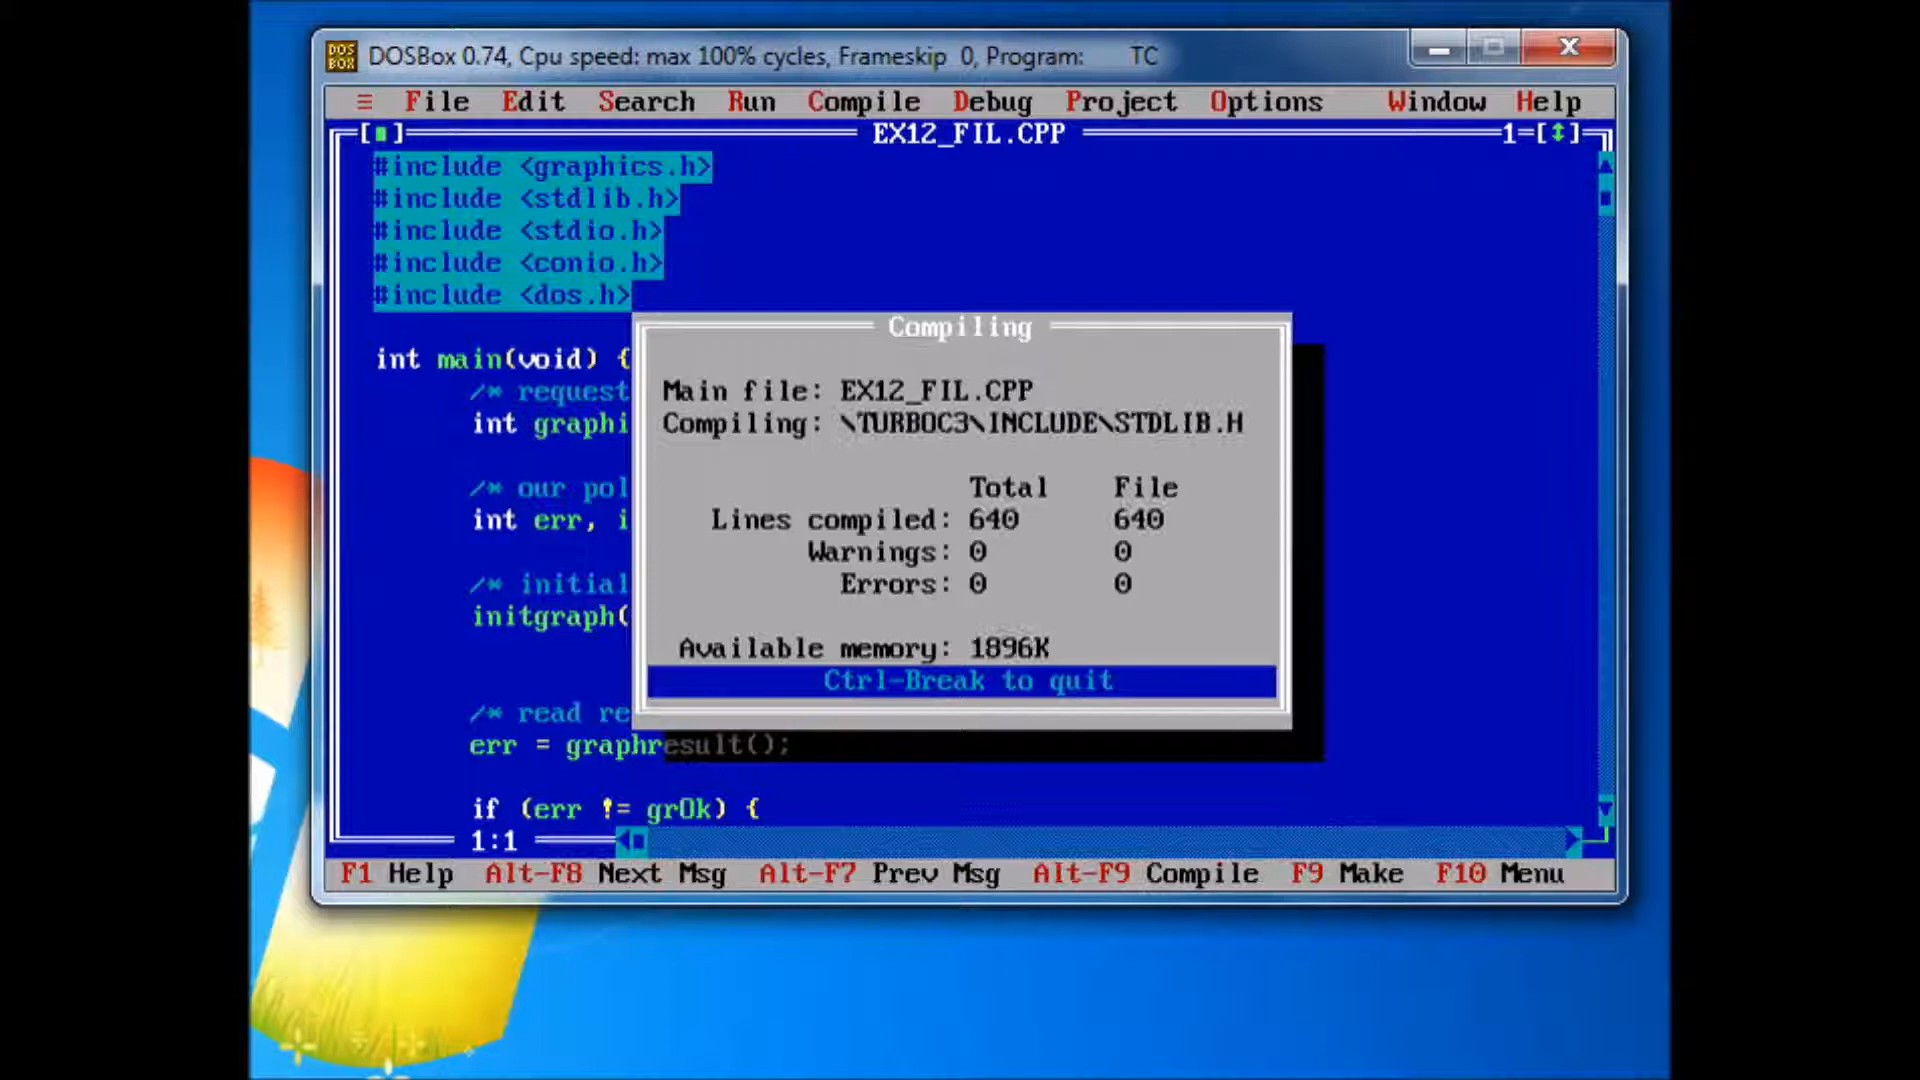 DOS BOX DOSBox 0.74, Cpu speed: max 100% cycles, Frameskip 0, Program: TC
≡ File Edit Search Run Compile Debug Project Options Window Help
[■] EX12_FIL.CPP 1=[↕]
#include <graphics.h>
#include <stdlib.h>
#include <stdio.h>
#include <conio.h>
#include <dos.h>
int main(void) {
/* request
int graphi
/* our pol
int err, i
/* initial
initgraph(
/* read re
err = graphresult();
if (err != grOk) {
Compiling
Main file: EX12_FIL.CPP
Compiling: \TURBOC3\INCLUDE\STDLIB.H
Total File
Lines compiled: 640 640
Warnings: 0 0
Errors: 0 0
Available memory: 1896K
Ctrl-Break to quit
1:1
F1 Help Alt-F8 Next Msg Alt-F7 Prev Msg Alt-F9 Compile F9 Make F10 Menu